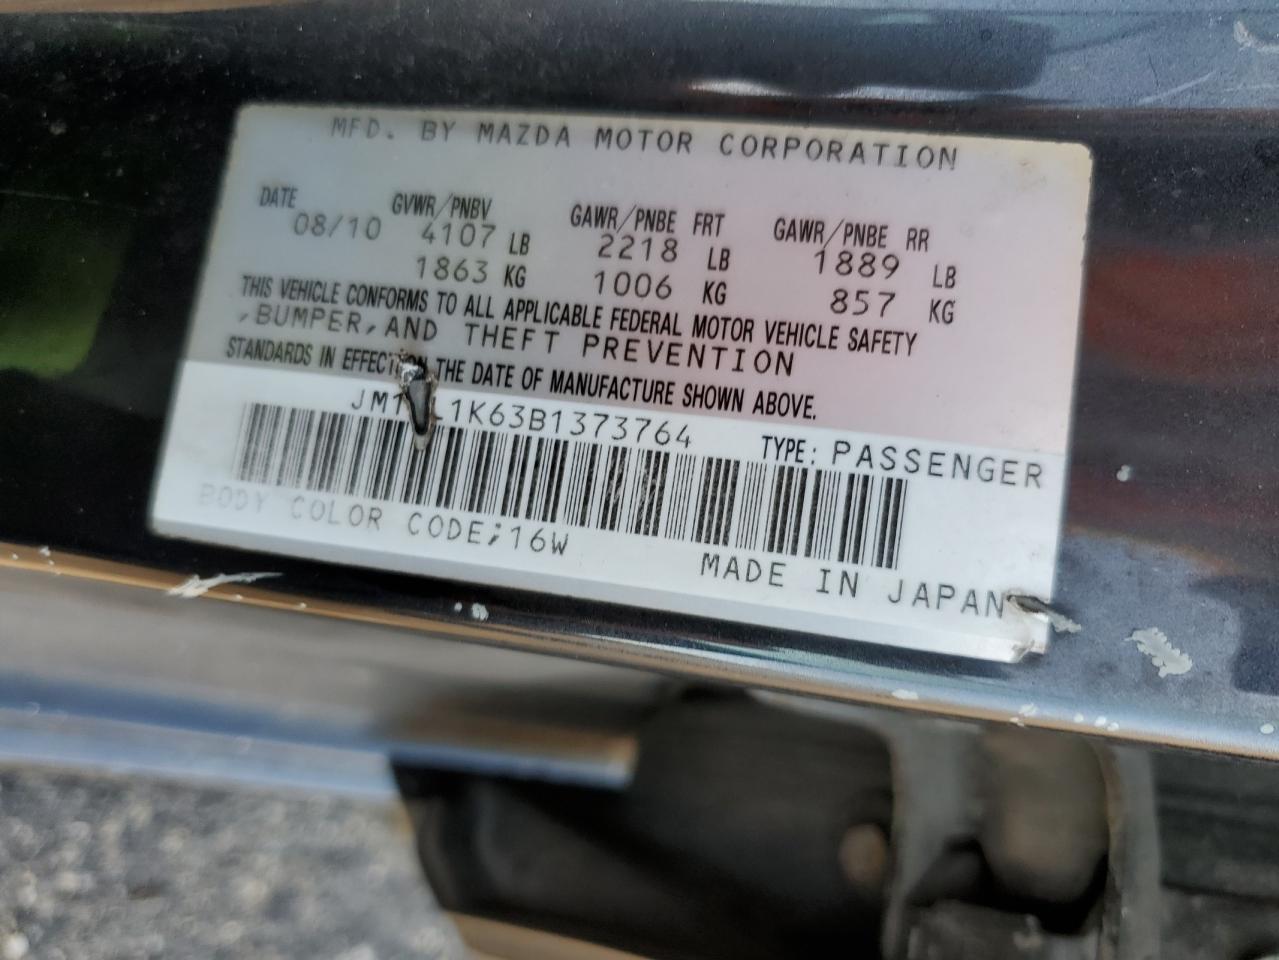 MFD. BY MAZDA MOTOR CORPORATION
DATE GVWR/PNBV GAWR/PNBE FRT GAWR/PNBE RR
08/10 4107 LB 2218 LB 1889 LB
1863 KG 1006 KG 857 KG
THIS VEHICLE CONFORMS TO ALL APPLICABLE FEDERAL MOTOR VEHICLE SAFETY
,BUMPER,AND THEFT PREVENTION
STANDARDS IN EFFECT THE DATE OF MANUFACTURE SHOWN ABOVE.
TYPE: PASSENGER
BODY COLOR CODE;16W
MADE IN JAPAN